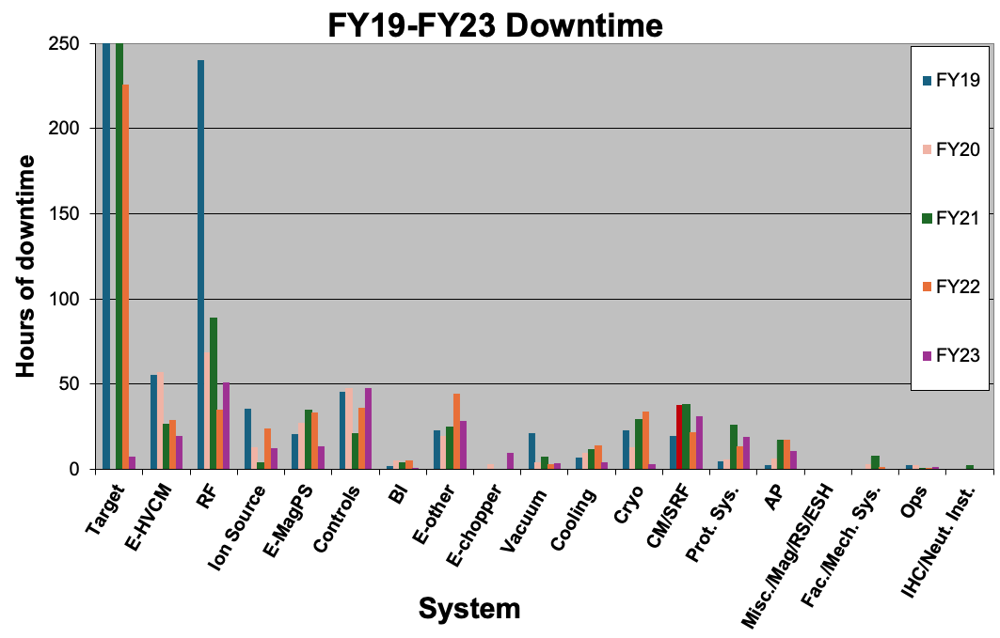 FY19-FY23 Downtime
250
200
150
100
50
0
Hours of downtime
FY19
FY20
FY21
FY22
FY23
Target
E-HVCM
RF
Ion Source
E-MagPS
Controls
BI
E-other
E-chopper
Vacuum
Cooling
Cryo
CM/SRF
Prot. Sys.
AP
Misc./Mag/RS/ESH
Fac./Mech. Sys.
Ops
IHC/Neut. Inst.
System